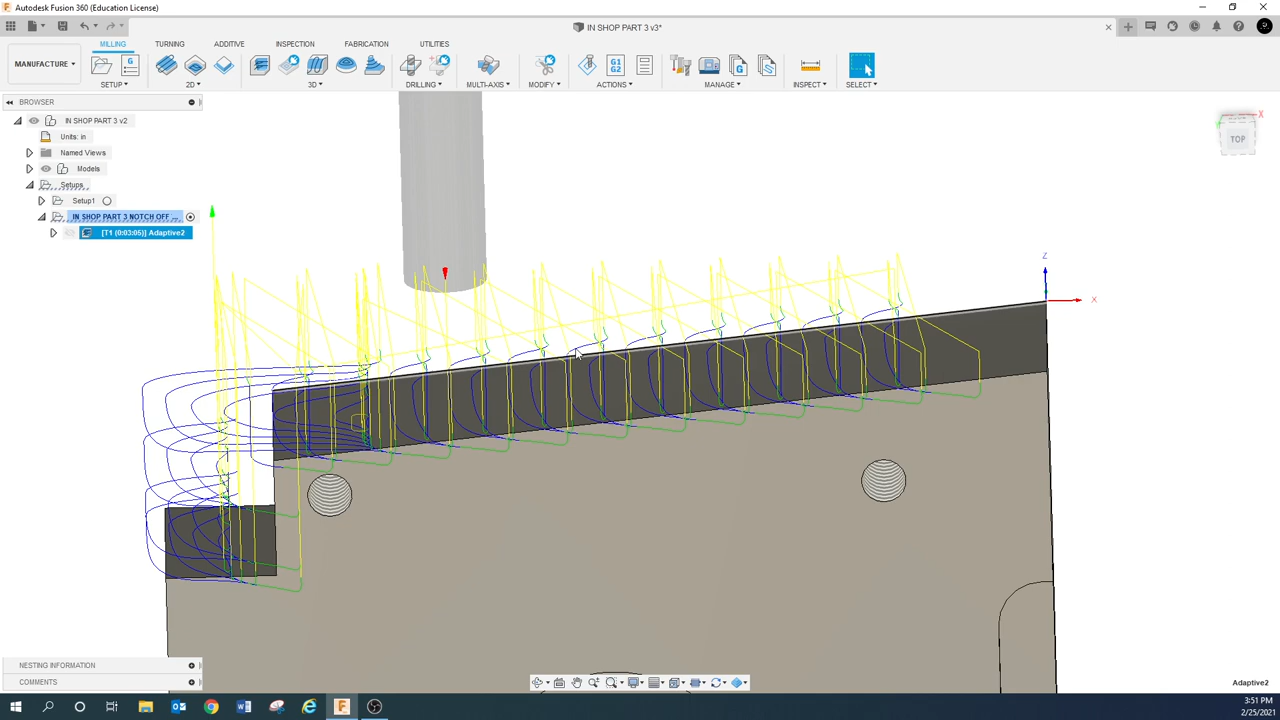 Autodesk Fusion 360 (Education License)
IN SHOP PART 3 v3*
MILLING TURNING ADDITIVE INSPECTION FABRICATION UTILITIES
MANUFACTURE
SETUP 2D 3D DRILLING MULTI-AXIS MODIFY ACTIONS MANAGE INSPECT SELECT
G1
G2
BROWSER
IN SHOP PART 3 v2
Units: in
Named Views
Models
Setups
Setup1
IN SHOP PART 3 NOTCH OFF ...
[T1 (0:03:05)] Adaptive2
TOP
X
Z
X
NESTING INFORMATION
COMMENTS
Adaptive2
3:51 PM
2/25/2021